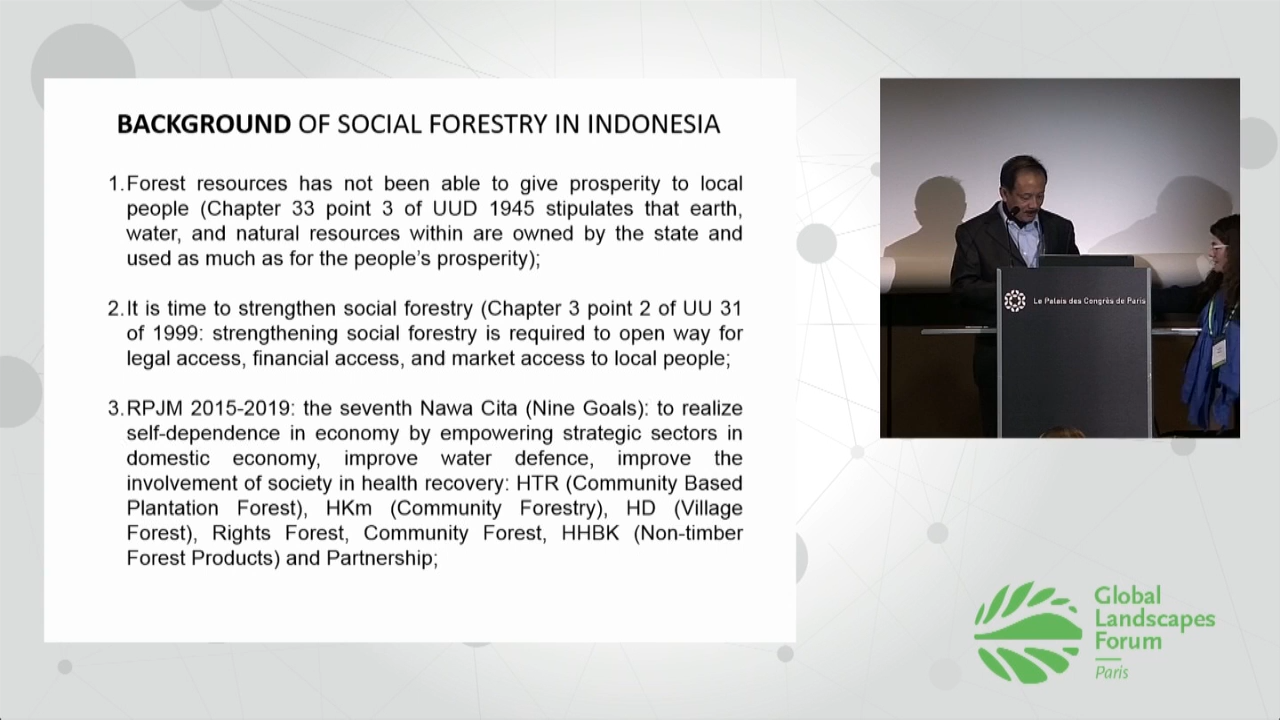 BACKGROUND OF SOCIAL FORESTRY IN INDONESIA
1. Forest resources has not been able to give prosperity to local
people (Chapter 33 point 3 of UUD 1945 stipulates that earth,
water, and natural resources within are owned by the state and
used as much as for the people's prosperity);
2. It is time to strengthen social forestry (Chapter 3 point 2 of UU 31
of 1999: strengthening social forestry is required to open way for
legal access, financial access, and market access to local people;
3. RPJM 2015-2019: the seventh Nawa Cita (Nine Goals): to realize
self-dependence in economy by empowering strategic sectors in
domestic economy, improve water defence, improve the
involvement of society in health recovery: HTR (Community Based
Plantation Forest), HKm (Community Forestry), HD (Village
Forest), Rights Forest, Community Forest, HHBK (Non-timber
Forest Products) and Partnership;
Le Palais des Congrès de Paris
Global
Landscapes
Forum
Paris